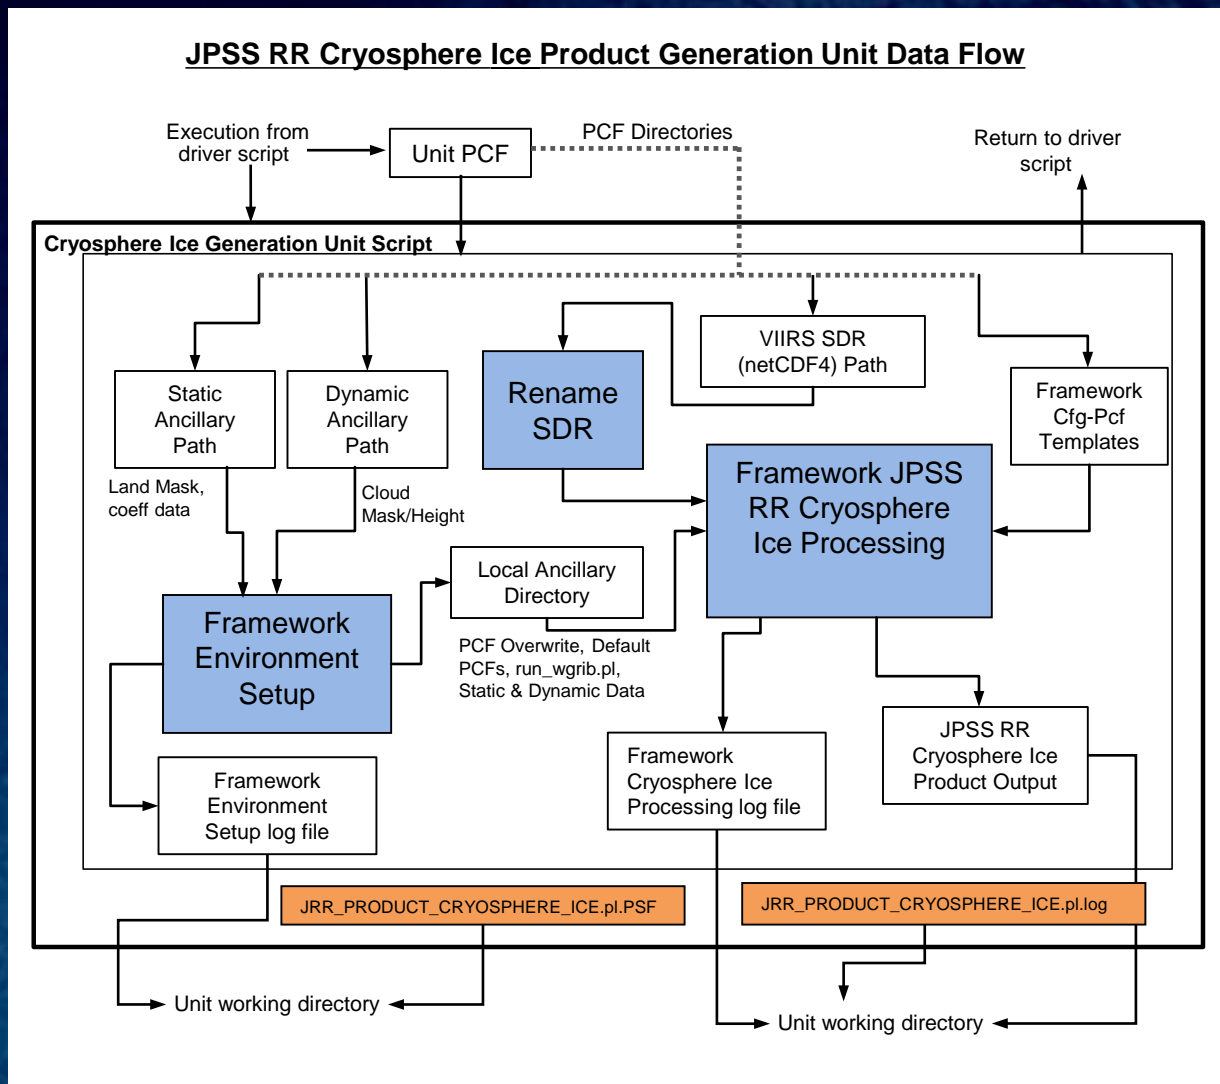 JPSS RR Cryosphere Ice Product Generation Unit Data Flow
Execution from
driver script
Unit PCF
PCF Directories
Return to driver
script
Cryosphere Ice Generation Unit Script
VIIRS SDR
(netCDF4) Path
Static
Ancillary
Path
Dynamic
Ancillary
Path
Rename
SDR
Framework
Cfg-Pcf
Templates
Land Mask,
coeff data
Cloud
Mask/Height
Framework JPSS
RR Cryosphere
Ice Processing
Local Ancillary
Directory
Framework
Environment
Setup
PCF Overwrite, Default
PCFs, run_wgrib.pl,
Static & Dynamic Data
Framework
Environment
Setup log file
Framework
Cryosphere Ice
Processing log file
JPSS RR
Cryosphere Ice
Product Output
JRR_PRODUCT_CRYOSPHERE_ICE.pl.PSF
JRR_PRODUCT_CRYOSPHERE_ICE.pl.log
Unit working directory
Unit working directory